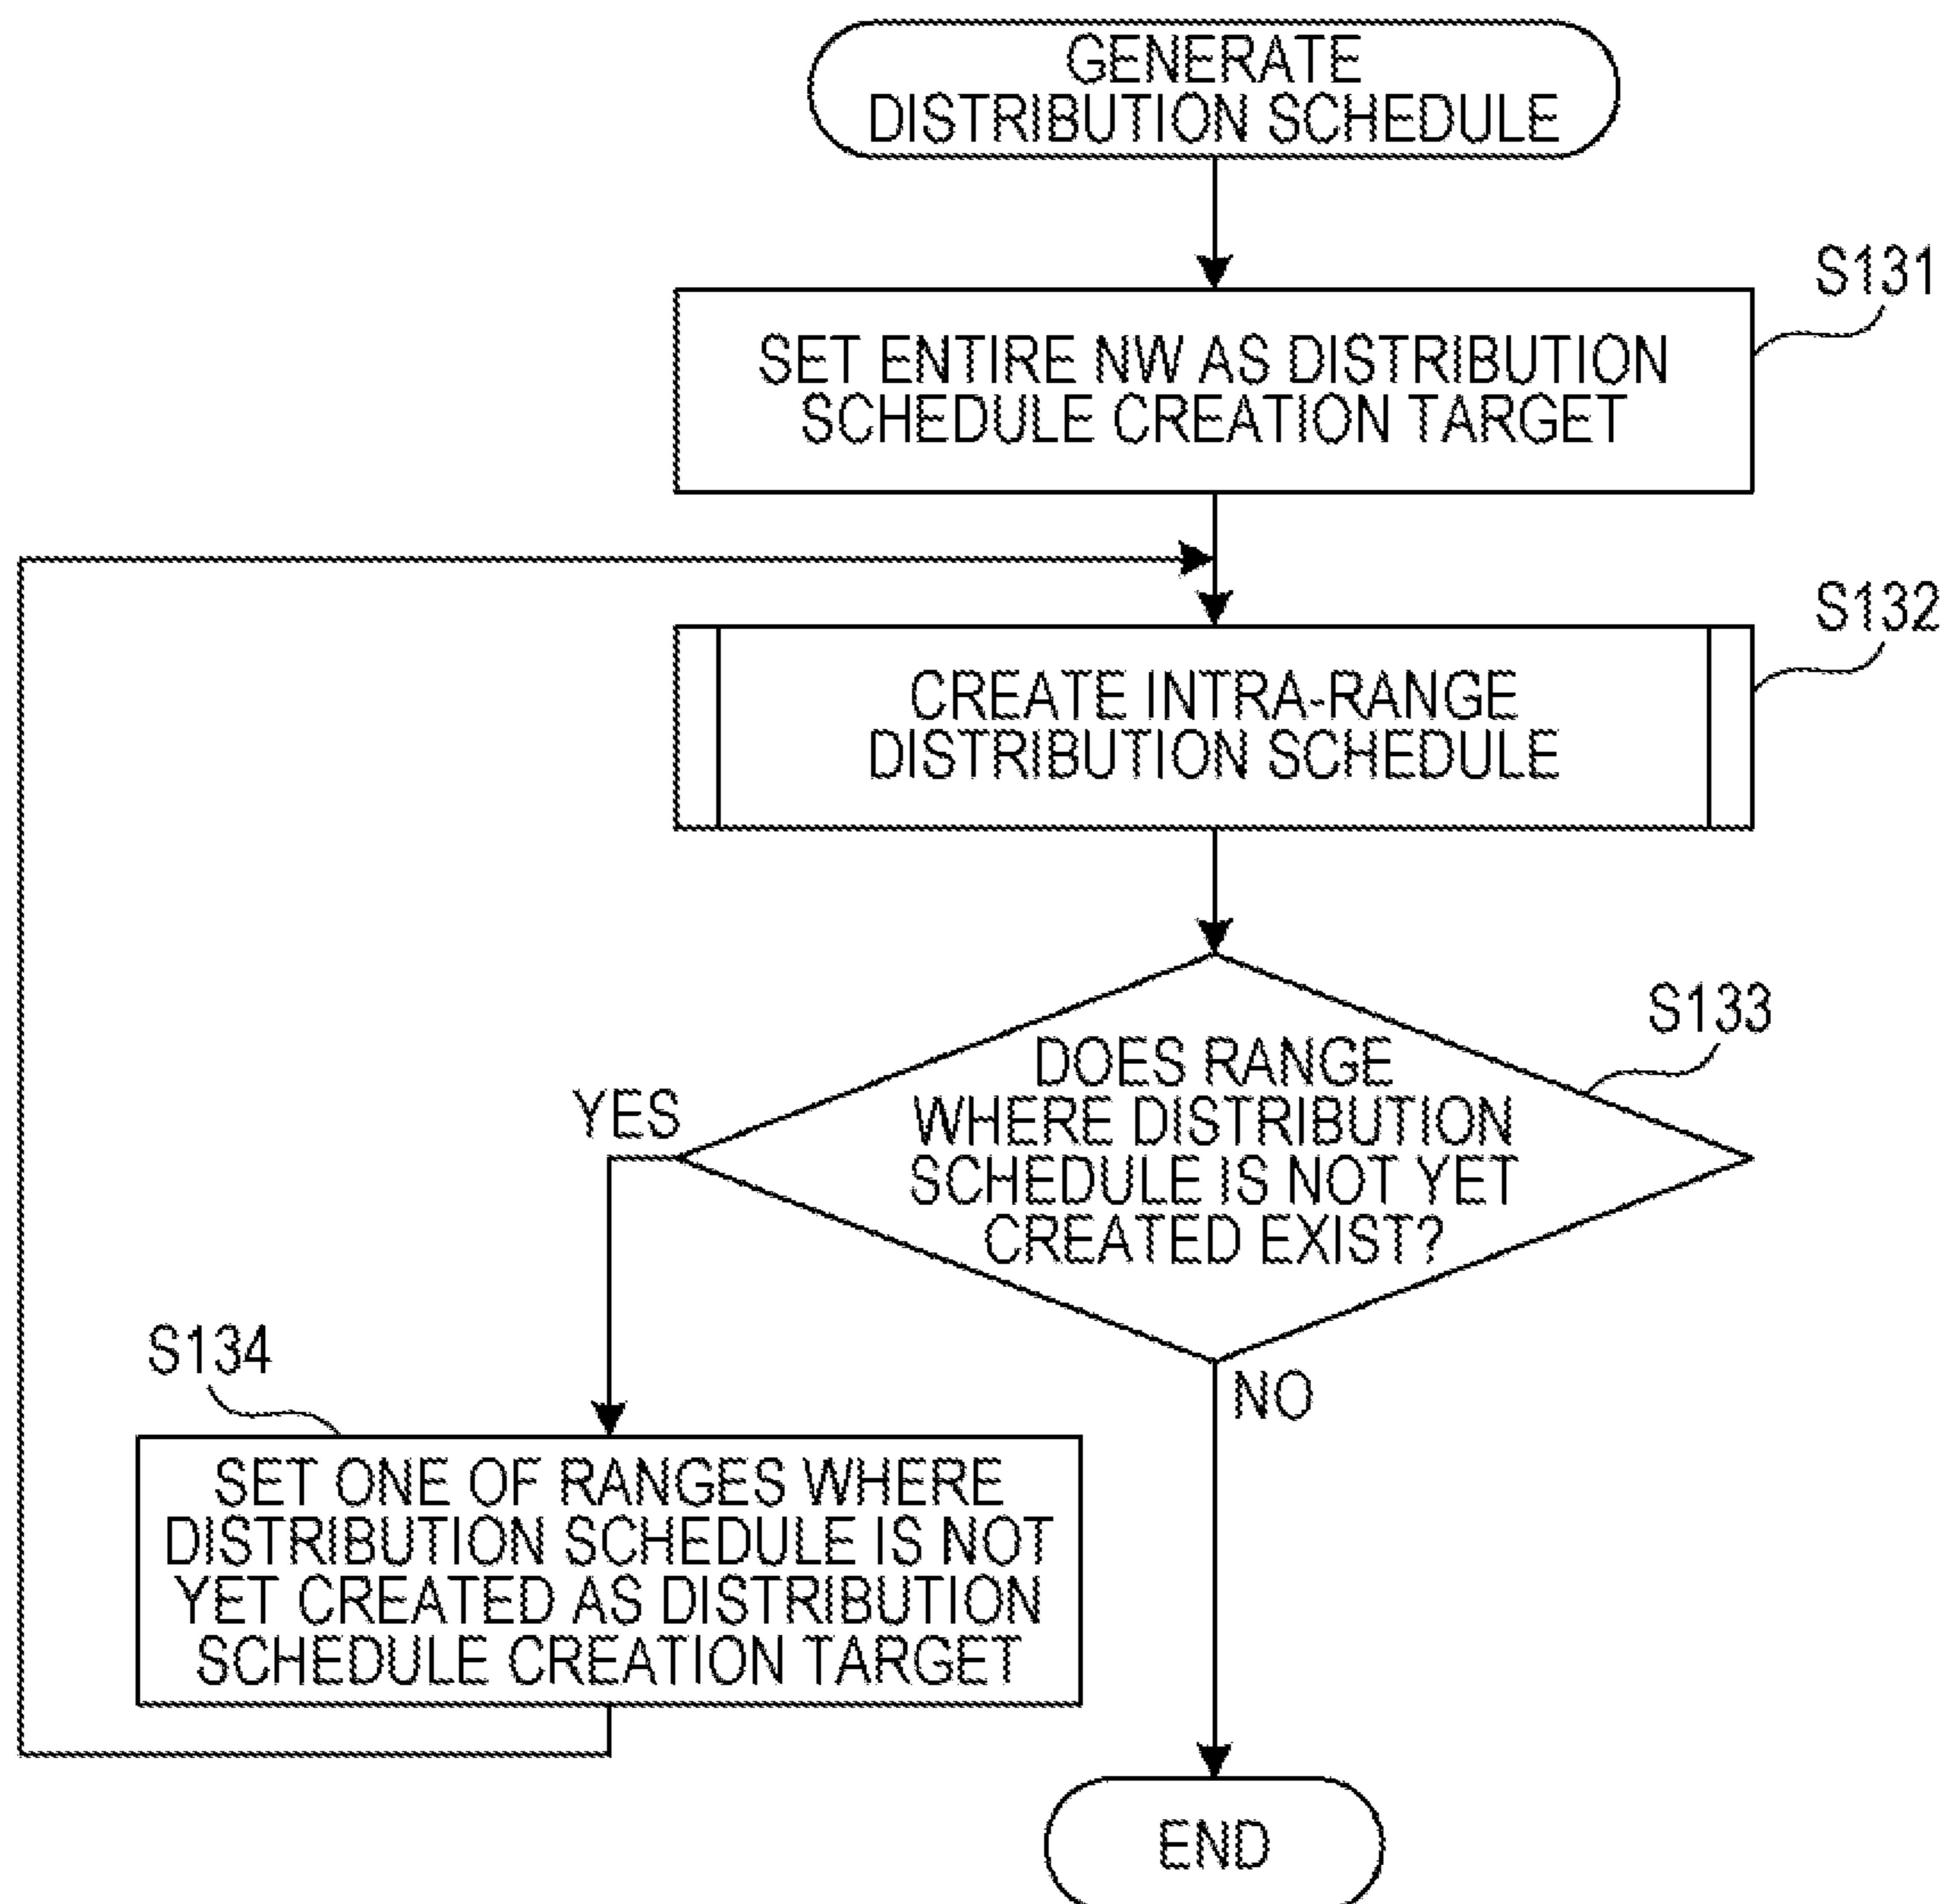 GENERATE
DISTRIBUTION SCHEDULE
S131
SET ENTIRE NW AS DISTRIBUTION
SCHEDULE CREATION TARGET
S132
CREATE INTRA-RANGE
DISTRIBUTION SCHEDULE
S133
DOES RANGE
WHERE DISTRIBUTION
SCHEDULE IS NOT YET
CREATED EXIST?
YES
NO
S134
SET ONE OF RANGES WHERE
DISTRIBUTION SCHEDULE IS NOT
YET CREATED AS DISTRIBUTION
SCHEDULE CREATION TARGET
END